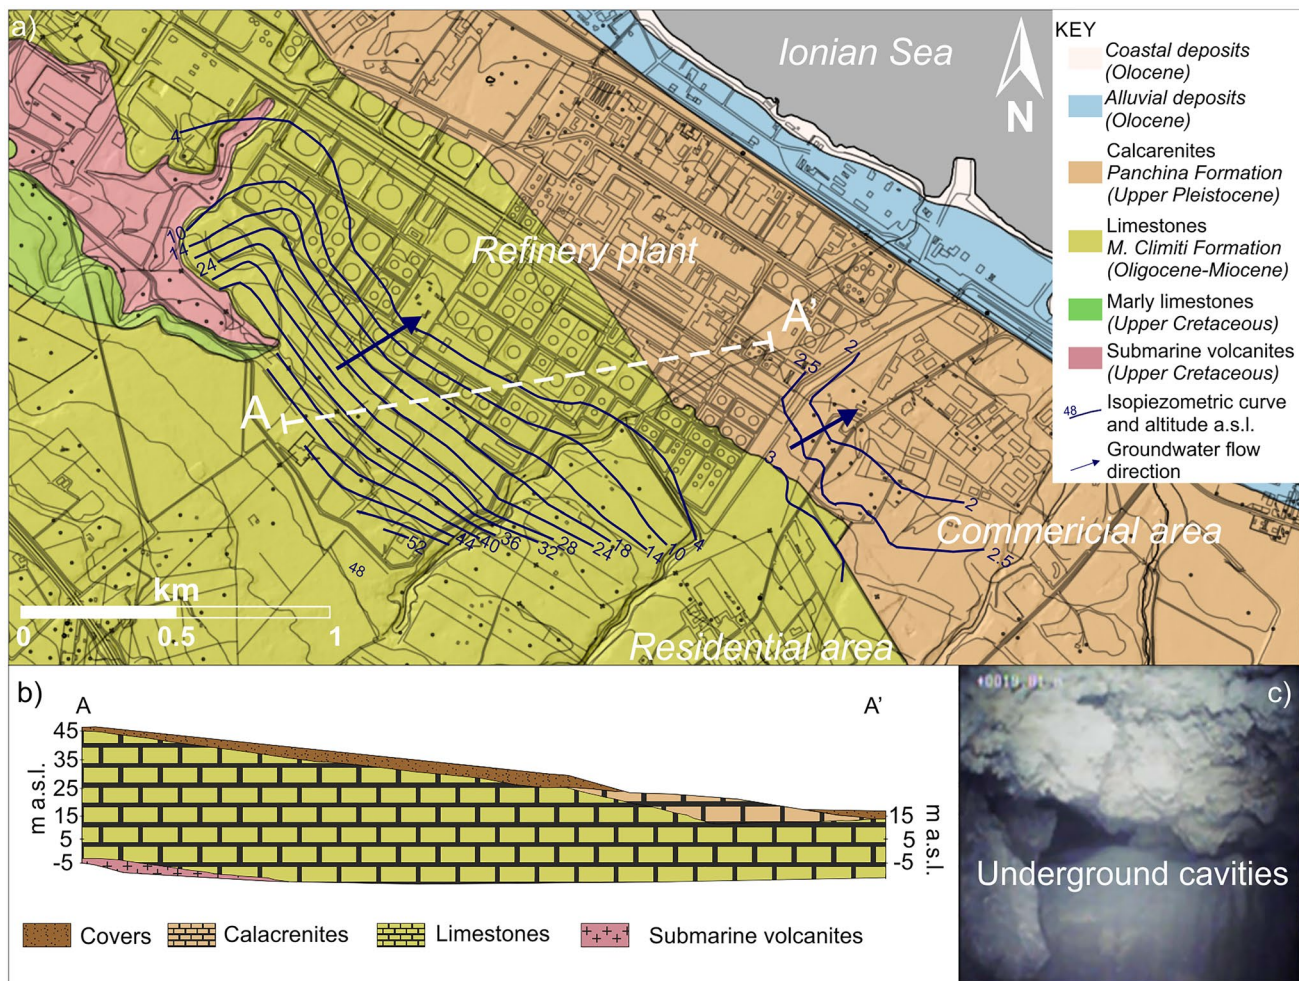 a)
Ionian Sea
N
Refinery plant
A
A'
Commericial area
Residential area
km
0 0.5 1
4
10
14
24
52
48
44
40
36
32
28
24
18
14
10
4
2.5
2
3
2
2.5
KEY
Coastal deposits
(Olocene)
Alluvial deposits
(Olocene)
Calcarenites
Panchina Formation
(Upper Pleistocene)
Limestones
M. Climiti Formation
(Oligocene-Miocene)
Marly limestones
(Upper Cretaceous)
Submarine volcanites
(Upper Cretaceous)
48
Isopiezometric curve
and altitude a.s.l.
Groundwater flow
direction
b)
A
A'
45
35
25
15
5
-5
m a.s.l.
15
5
-5
m a.s.l.
Covers
Calacrenites
Limestones
Submarine volcanites
c)
Underground cavities